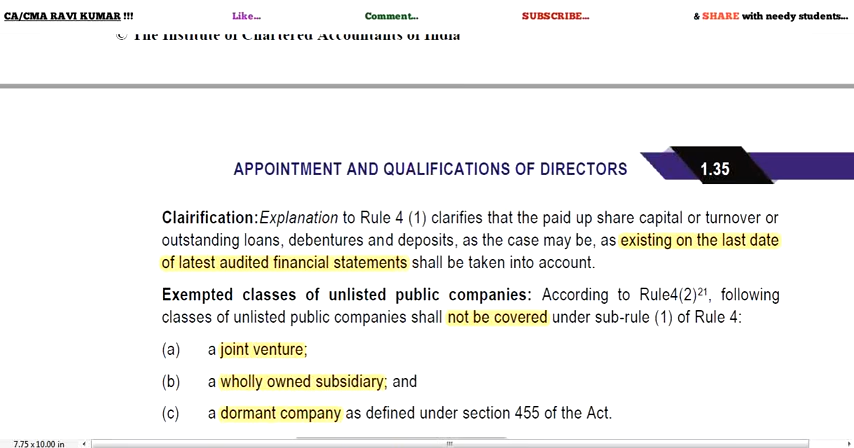 CA/CMA RAVI KUMAR !!! Like... Comment... SUBSCRIBE... & SHARE with needy students...
© The Institute of Chartered Accountants of India
APPOINTMENT AND QUALIFICATIONS OF DIRECTORS 1.35
Clairification:Explanation to Rule 4 (1) clarifies that the paid up share capital or turnover or
outstanding loans, debentures and deposits, as the case may be, as existing on the last date
of latest audited financial statements shall be taken into account.
Exempted classes of unlisted public companies: According to Rule4(2)21, following
classes of unlisted public companies shall not be covered under sub-rule (1) of Rule 4:
(a) a joint venture;
(b) a wholly owned subsidiary; and
(c) a dormant company as defined under section 455 of the Act.
7.75 x 10.00 in